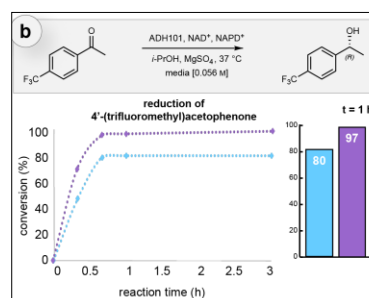 b
O
ADH101, NAD⁺, NAPD⁺
OH
i-PrOH, MgSO₄, 37 °C
media [0.056 M]
F₃C
F₃C
(R)
reduction of
4'-(trifluoromethyl)acetophenone
t = 1 h
conversion (%)
100
80
60
40
20
0
0 0.5 1 1.5 2 2.5 3
reaction time (h)
100
80
60
40
20
0
80
97